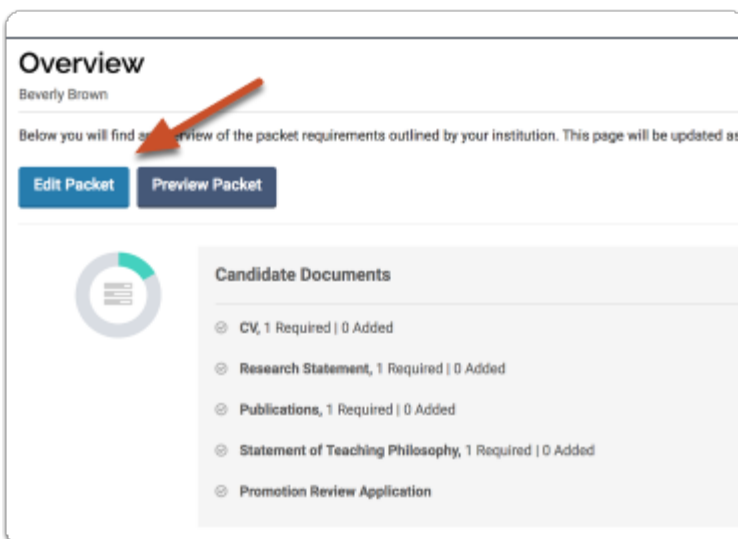 Overview
Beverly Brown
Below you will find an overview of the packet requirements outlined by your institution. This page will be updated as
Edit Packet
Preview Packet
Candidate Documents
CV, 1 Required | 0 Added
Research Statement, 1 Required | 0 Added
Publications, 1 Required | 0 Added
Statement of Teaching Philosophy, 1 Required | 0 Added
Promotion Review Application